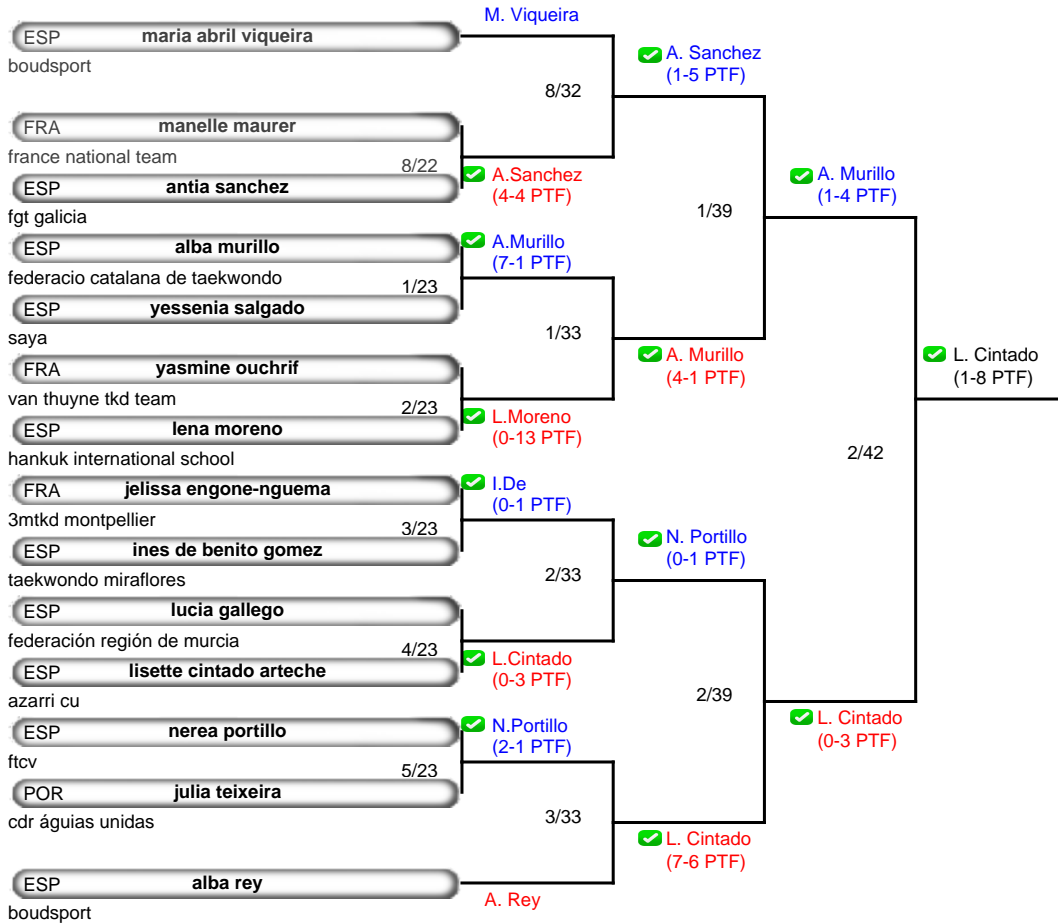 M. Viqueira
ESP maria abril viqueira
boudsport
8/32
A. Sanchez
(1-5 PTF)
FRA manelle maurer
france national team
8/22
ESP antia sanchez
fgt galicia
A.Sanchez
(4-4 PTF)
1/39
A. Murillo
(1-4 PTF)
ESP alba murillo
federacio catalana de taekwondo
A.Murillo
(7-1 PTF)
1/23
ESP yessenia salgado
saya
1/33
A. Murillo
(4-1 PTF)
FRA yasmine ouchrif
van thuyne tkd team
2/23
ESP lena moreno
hankuk international school
L.Moreno
(0-13 PTF)
2/42
L. Cintado
(1-8 PTF)
FRA jelissa engone-nguema
3mtkd montpellier
I.De
(0-1 PTF)
3/23
ESP ines de benito gomez
taekwondo miraflores
2/33
N. Portillo
(0-1 PTF)
ESP lucia gallego
federación región de murcia
4/23
ESP lisette cintado arteche
azarri cu
L.Cintado
(0-3 PTF)
2/39
L. Cintado
(0-3 PTF)
ESP nerea portillo
ftcv
N.Portillo
(2-1 PTF)
5/23
POR julia teixeira
cdr águias unidas
3/33
L. Cintado
(7-6 PTF)
ESP alba rey
boudsport
A. Rey